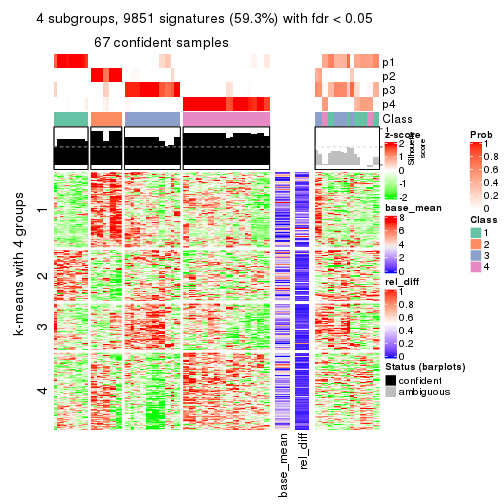 4 subgroups, 9851 signatures (59.3%) with fdr < 0.05
67 confident samples
p1
p2
p3
p4
Class
1
Silhouette score
k-means with 4 groups
1
2
3
4
base_mean
rel_diff
z-score
2
1
0
-1
-2
base_mean
8
6
4
2
0
rel_diff
1
0.8
0.6
0.4
0.2
0
Status (barplots)
confident
ambiguous
Prob
1
0.8
0.6
0.4
0.2
0
Class
1
2
3
4